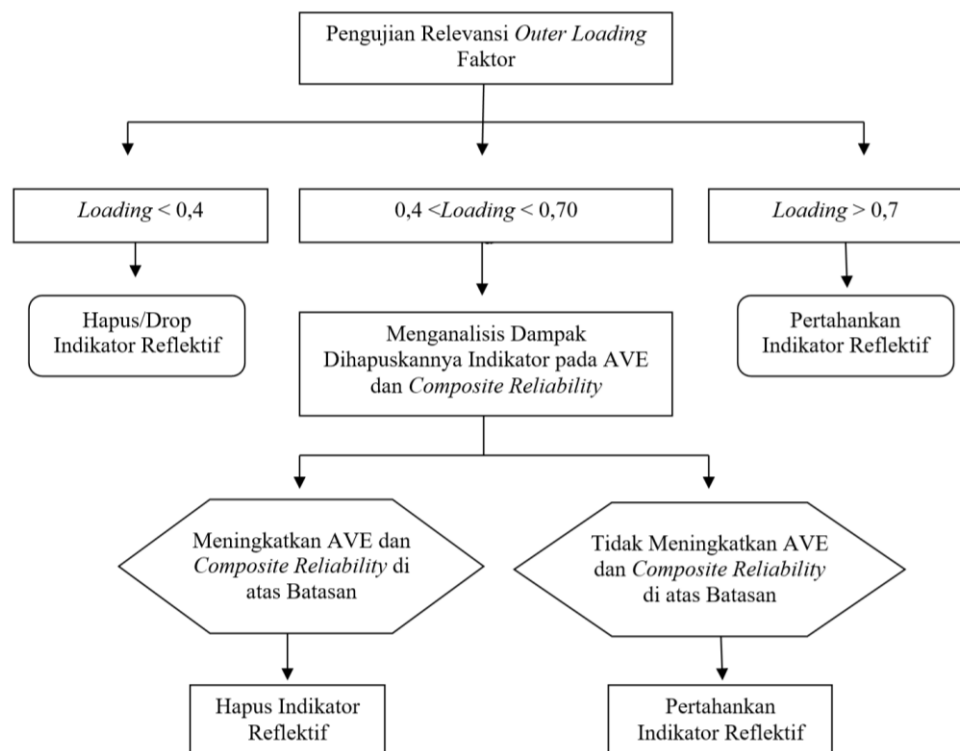 Pengujian Relevansi Outer Loading
Faktor
Loading < 0,4
0,4 <Loading < 0,70
Loading > 0,7
Hapus/Drop
Indikator Reflektif
Menganalisis Dampak
Dihapuskannya Indikator pada AVE
dan Composite Reliability
Pertahankan
Indikator Reflektif
Meningkatkan AVE dan
Composite Reliability di
atas Batasan
Tidak Meningkatkan AVE
dan Composite Reliability
di atas Batasan
Hapus Indikator
Reflektif
Pertahankan
Indikator Reflektif